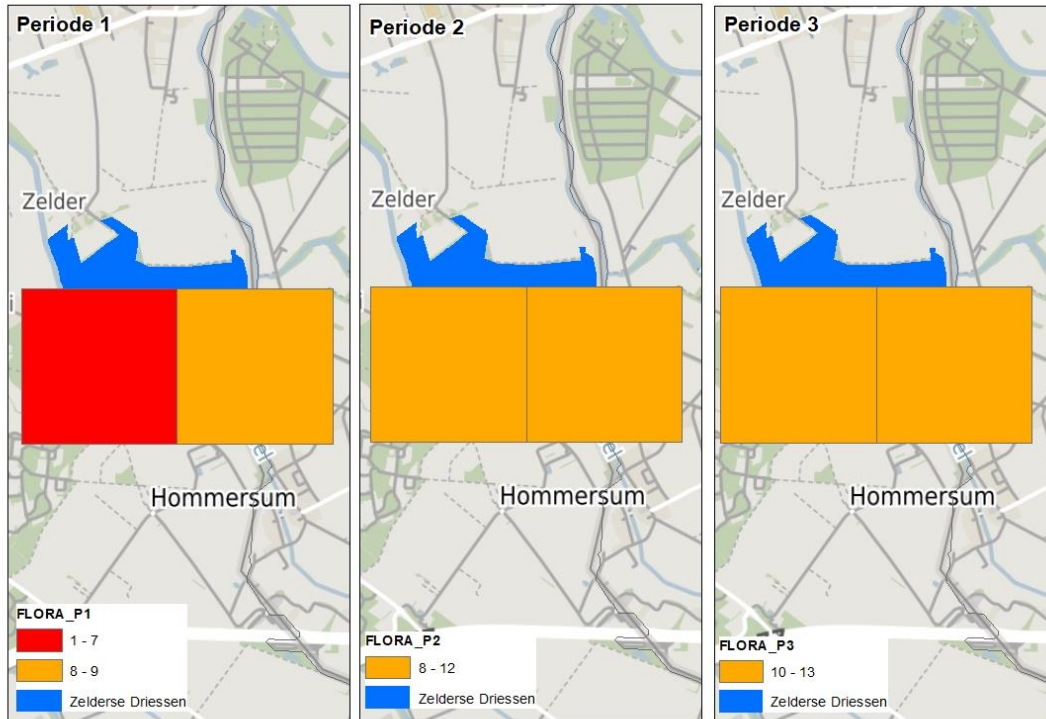 Periode 1
Zelder
Hommersum
FLORA_P1
1 - 7
8 - 9
Zelderse Driessen
Periode 2
Zelder
Hommersum
FLORA_P2
8 - 12
Zelderse Driessen
Periode 3
Zelder
Hommersum
FLORA_P3
10 - 13
Zelderse Driessen